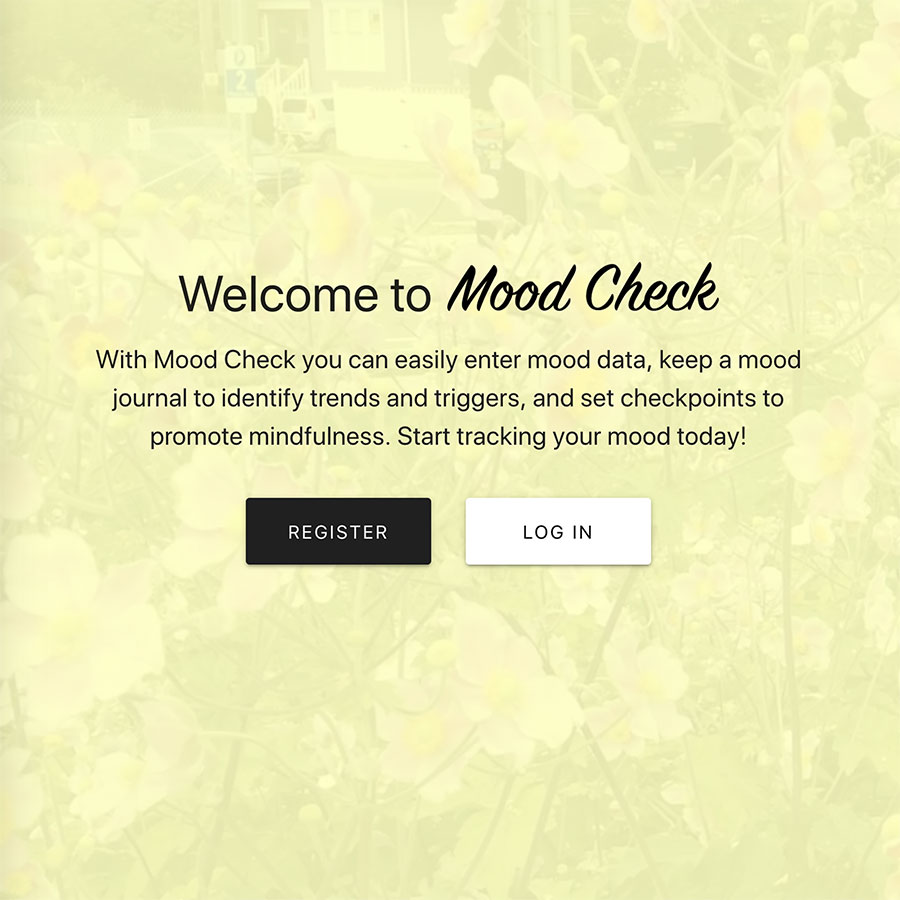 2
Welcome to Mood Check
With Mood Check you can easily enter mood data, keep a mood
journal to identify trends and triggers, and set checkpoints to
promote mindfulness. Start tracking your mood today!
REGISTER LOG IN